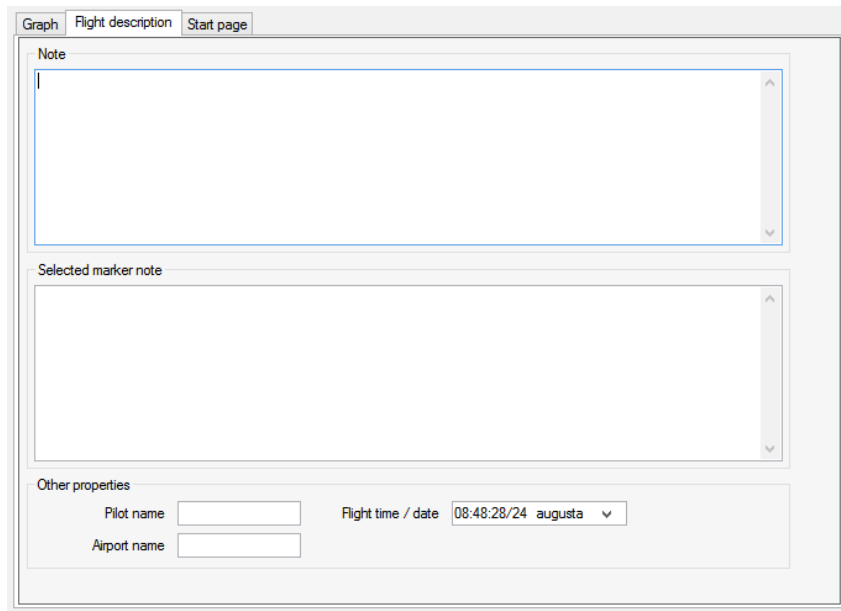 Graph Flight description Start page
Note
Selected marker note
Other properties
Pilot name Flight time / date 08:48:28/24 augusta
Airport name